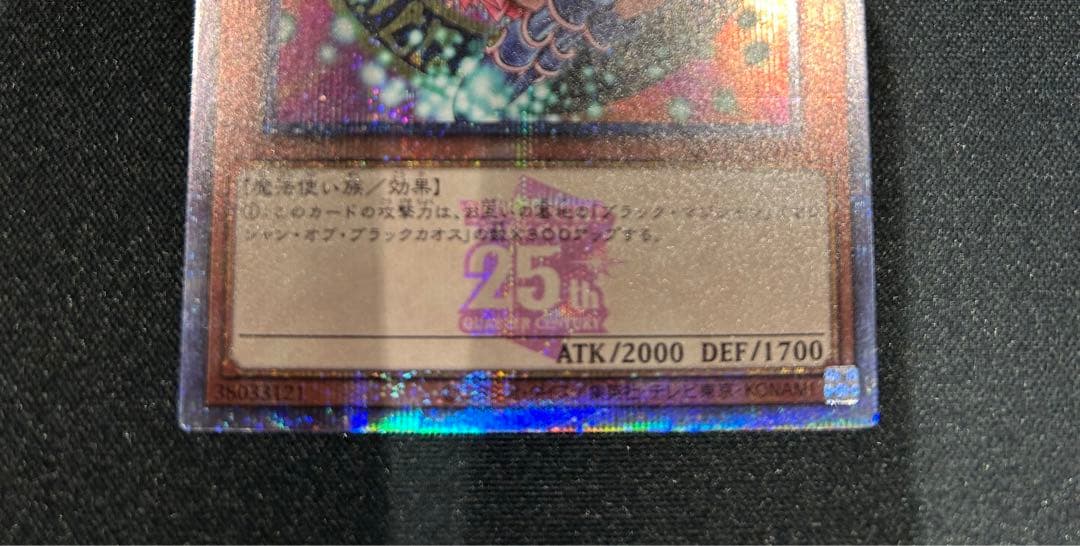 【魔法使い族／効果】
①：このカードの攻撃力は、お互いの墓地の「ブラック・マジシャン」「マジ
シャン・オブ・ブラックカオス」の数×300アップする。
25th
QUARTER CENTURY
ATK/2000 DEF/1700
38033121
スタジオ・ダイス/集英社・テレビ東京・KONAMI